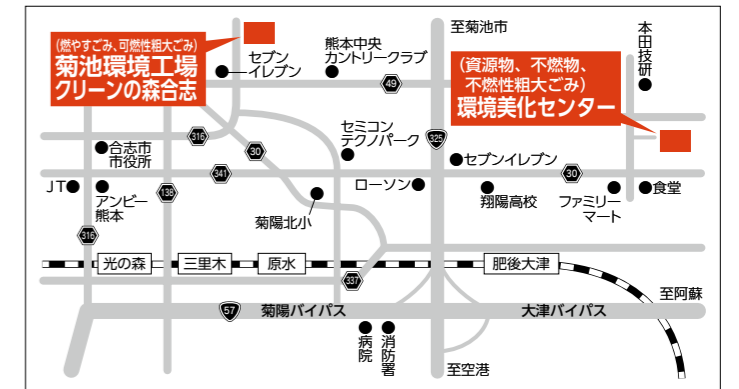 (燃やすごみ、可燃性粗大ごみ)
菊池環境工場
クリーンの森合志
セブン
イレブン
熊本中央
カントリークラブ
至菊池市
本田技研
(資源物、不燃物、
不燃性粗大ごみ)
環境美化センター
49
316
30
325
合志市
市役所
セミコン
テクノパーク
セブンイレブン
341
30
JT
アンビー
熊本
138
ローソン
翔陽高校
ファミリー
マート
食堂
菊陽北小
316
光の森
三里木
原水
肥後大津
337
至阿蘇
57
菊陽バイパス
大津バイパス
病院
消防署
至空港